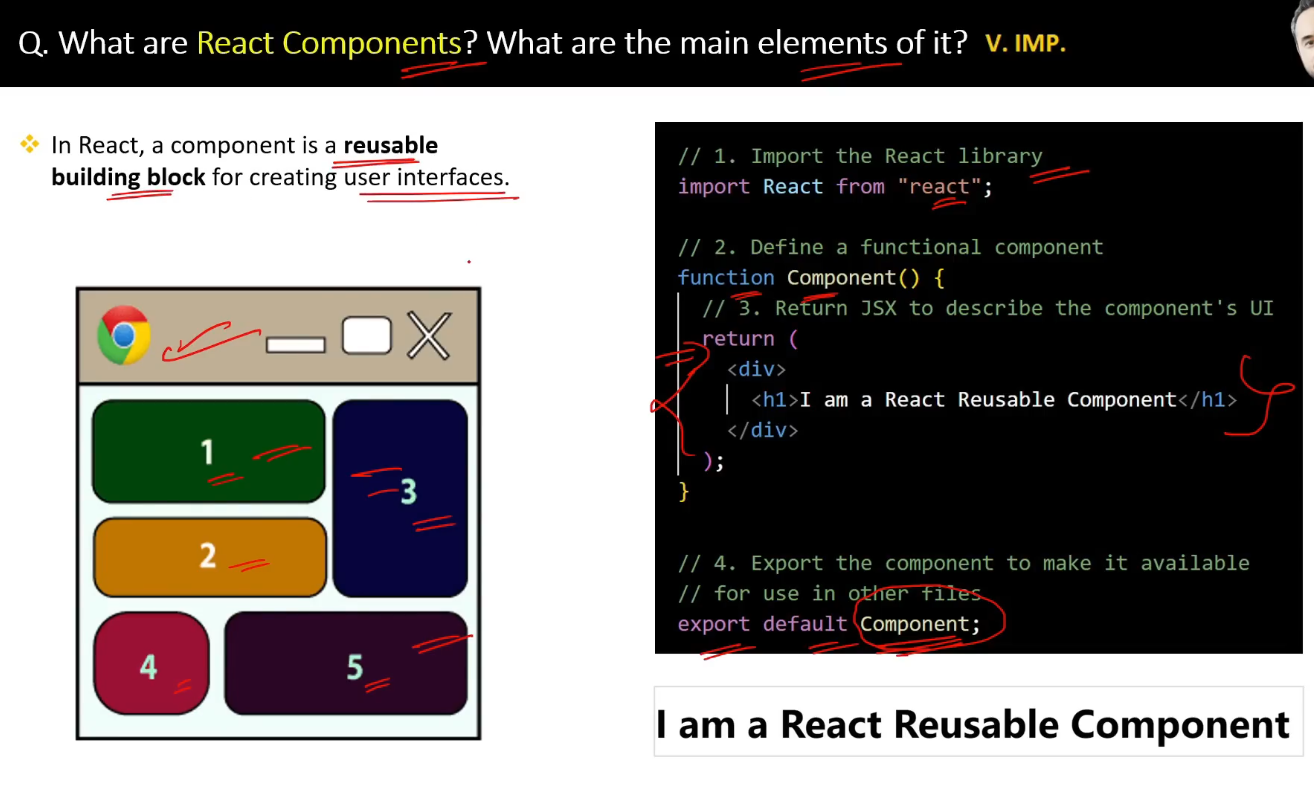 Q. What are React Components? What are the main elements of it? V. IMP.
In React, a component is a reusable
building block for creating user interfaces.
1
2
3
4
5
// 1. Import the React library
import React from "react";
// 2. Define a functional component
function Component() {
// 3. Return JSX to describe the component's UI
return (
<div>
<h1>I am a React Reusable Component</h1>
</div>
);
}
// 4. Export the component to make it available
// for use in other files
export default Component;
I am a React Reusable Component